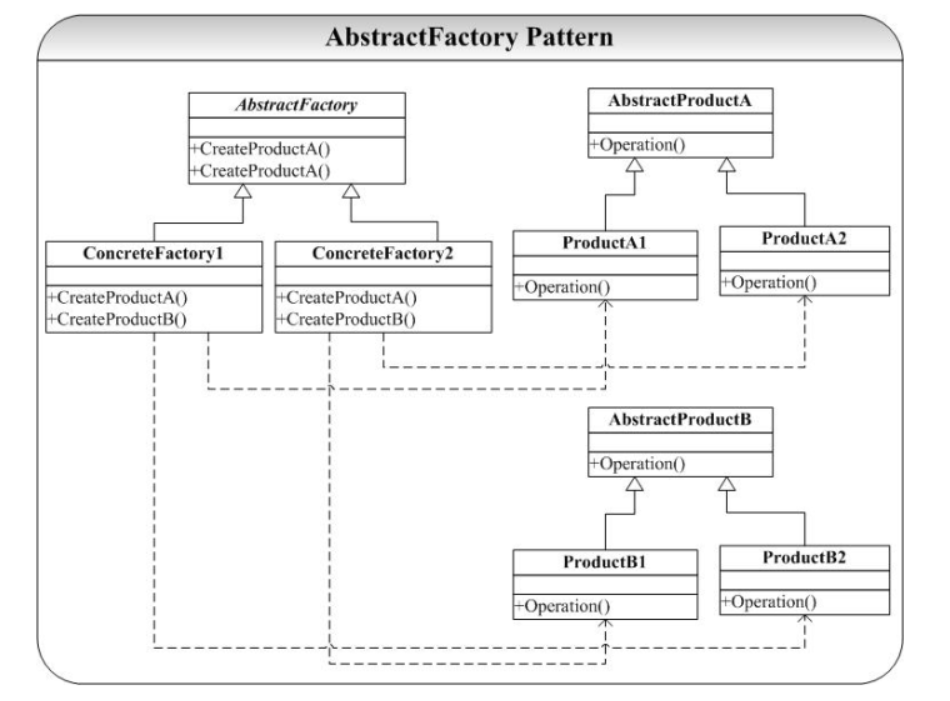 AbstractFactory Pattern
AbstractFactory
+CreateProductA()
+CreateProductA()
ConcreteFactory1
+CreateProductA()
+CreateProductB()
ConcreteFactory2
+CreateProductA()
+CreateProductB()
AbstractProductA
+Operation()
ProductA1
+Operation()
ProductA2
+Operation()
AbstractProductB
+Operation()
ProductB1
+Operation()
ProductB2
+Operation()